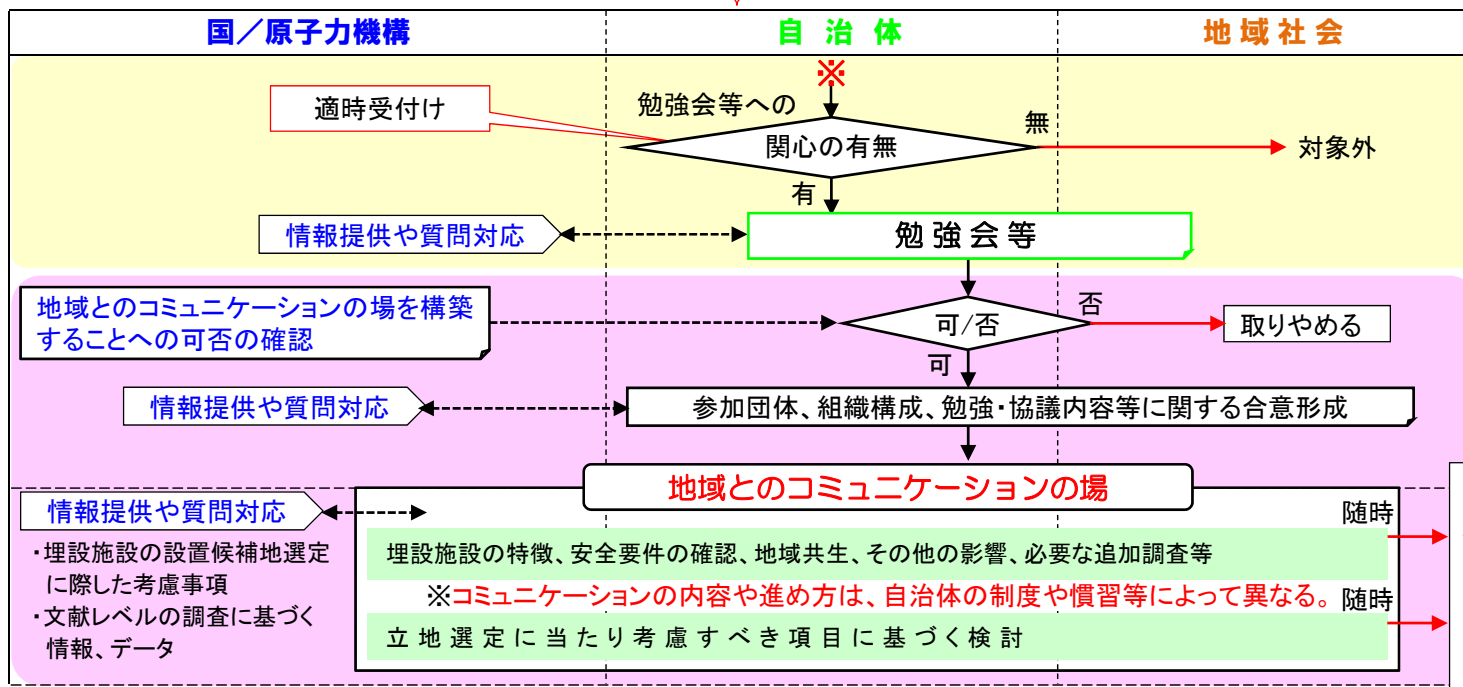 国／原子力機構
自治体
地域社会
※
適時受付け
勉強会等への
関心の有無
無
対象外
有
情報提供や質問対応
勉強会等
地域とのコミュニケーションの場を構築
することへの可否の確認
可/否
否
取りやめる
可
情報提供や質問対応
参加団体、組織構成、勉強・協議内容等に関する合意形成
地域とのコミュニケーションの場
情報提供や質問対応
・埋設施設の設置候補地選定
に際した考慮事項
・文献レベルの調査に基づく
情報、データ
随時
埋設施設の特徴、安全要件の確認、地域共生、その他の影響、必要な追加調査等
※コミュニケーションの内容や進め方は、自治体の制度や慣習等によって異なる。
随時
立地選定に当たり考慮すべき項目に基づく検討